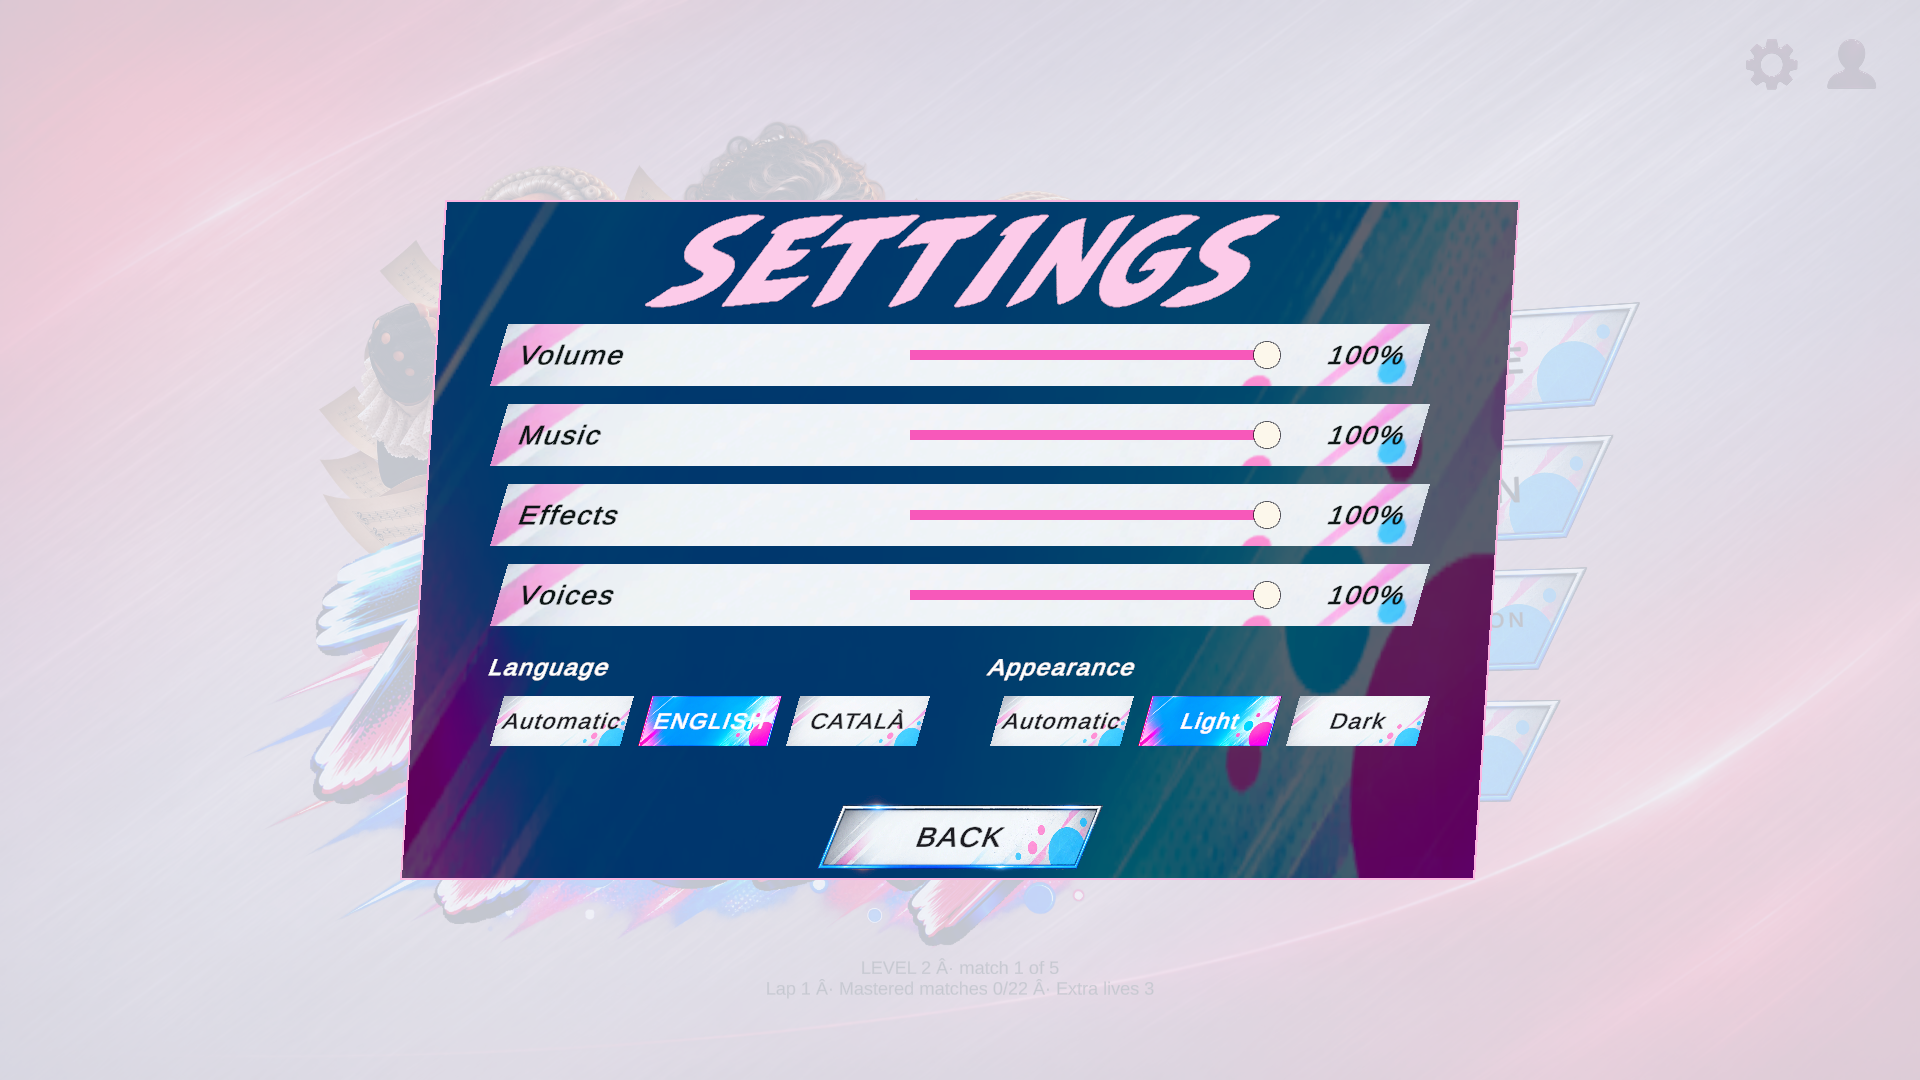 SETTINGS
Volume 100%
Music 100%
Effects 100%
Voices 100%
Language Appearance
Automatic ENGLISH CATALÀ Automatic Light Dark
BACK
LEVEL 2 Â· match 1 of 5
Lap 1 Â· Mastered matches 0/22 Â· Extra lives 3